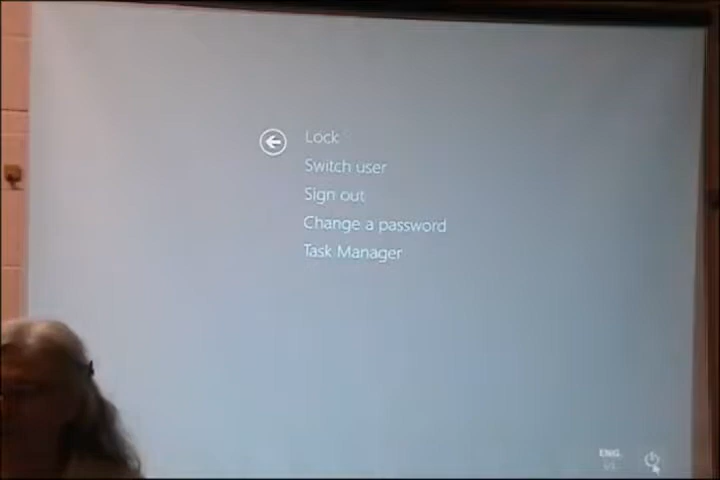 Lock
Switch user
Sign out
Change a password
Task Manager
ENG